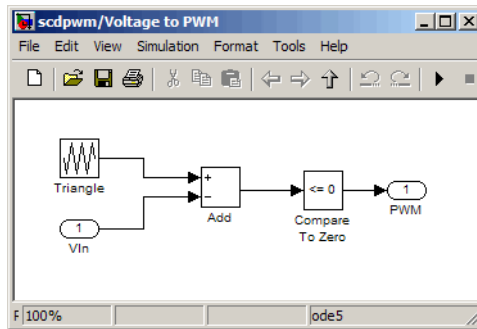 scdpwm/Voltage to PWM
File Edit View Simulation Format Tools Help
Triangle
1
VIn
+
−
Add
<= 0
Compare
To Zero
1
PWM
F 100% ode5